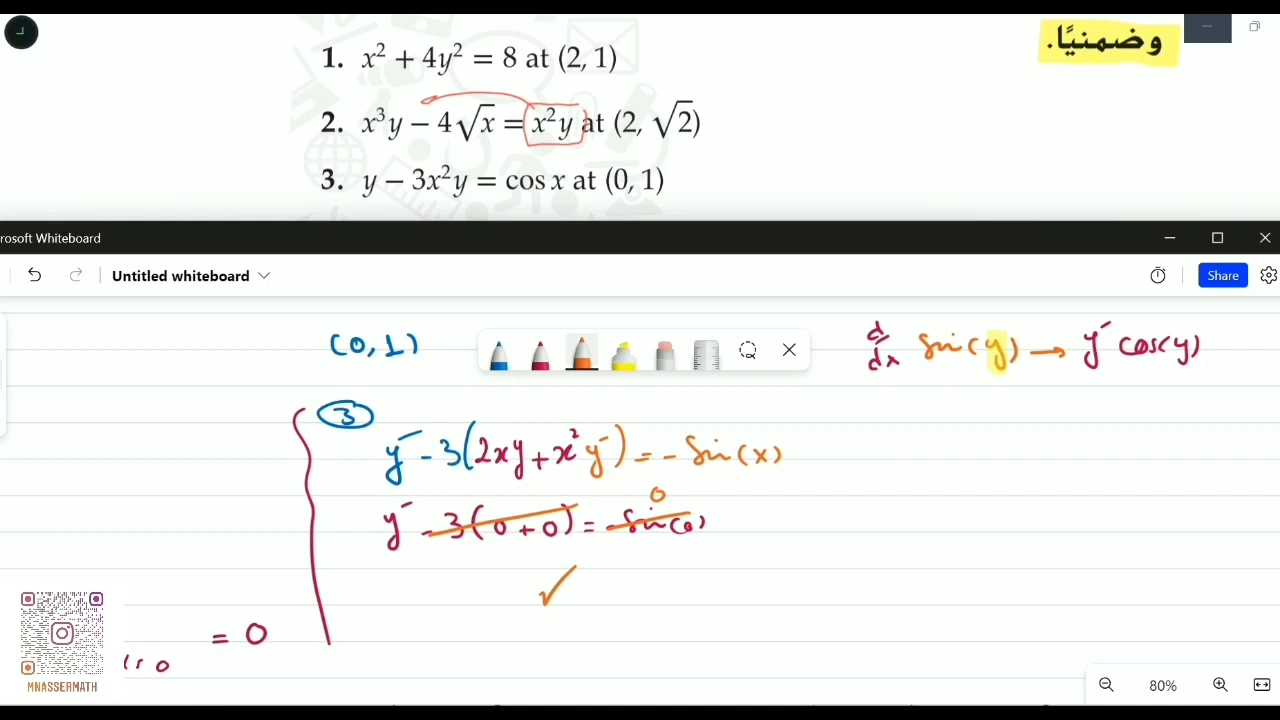 وضمنيًا.
1. x² + 4y² = 8 at (2, 1)
2. x³y − 4√x = x²y at (2, √2)
3. y − 3x²y = cos x at (0, 1)
rosoft Whiteboard
Untitled whiteboard
Share
(0, 1)
d/dx sin(y) → y′ cos(y)
3
y′ − 3(2xy + x² y′) = − sin(x)
0
y′ − 3(0 + 0) = − sin(0)
= 0
MNASSERMATH
80%